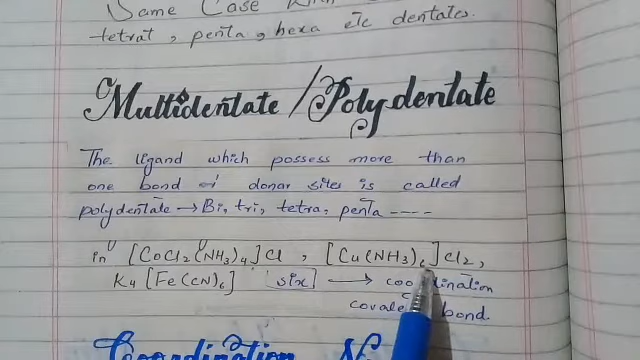 Same Case with
tetrat, penta, hexa etc dentates.
Multidentate / Polydentate
The ligand which possess more than
one bond of donar sites is called
polydentate → Bi, tri, tetra, penta ----
in [CoCl2(NH3)4]Cl, [Cu(NH3)6]Cl2,
K4[Fe(CN)6] [six] → coordination
covalent bond.
Coordination N